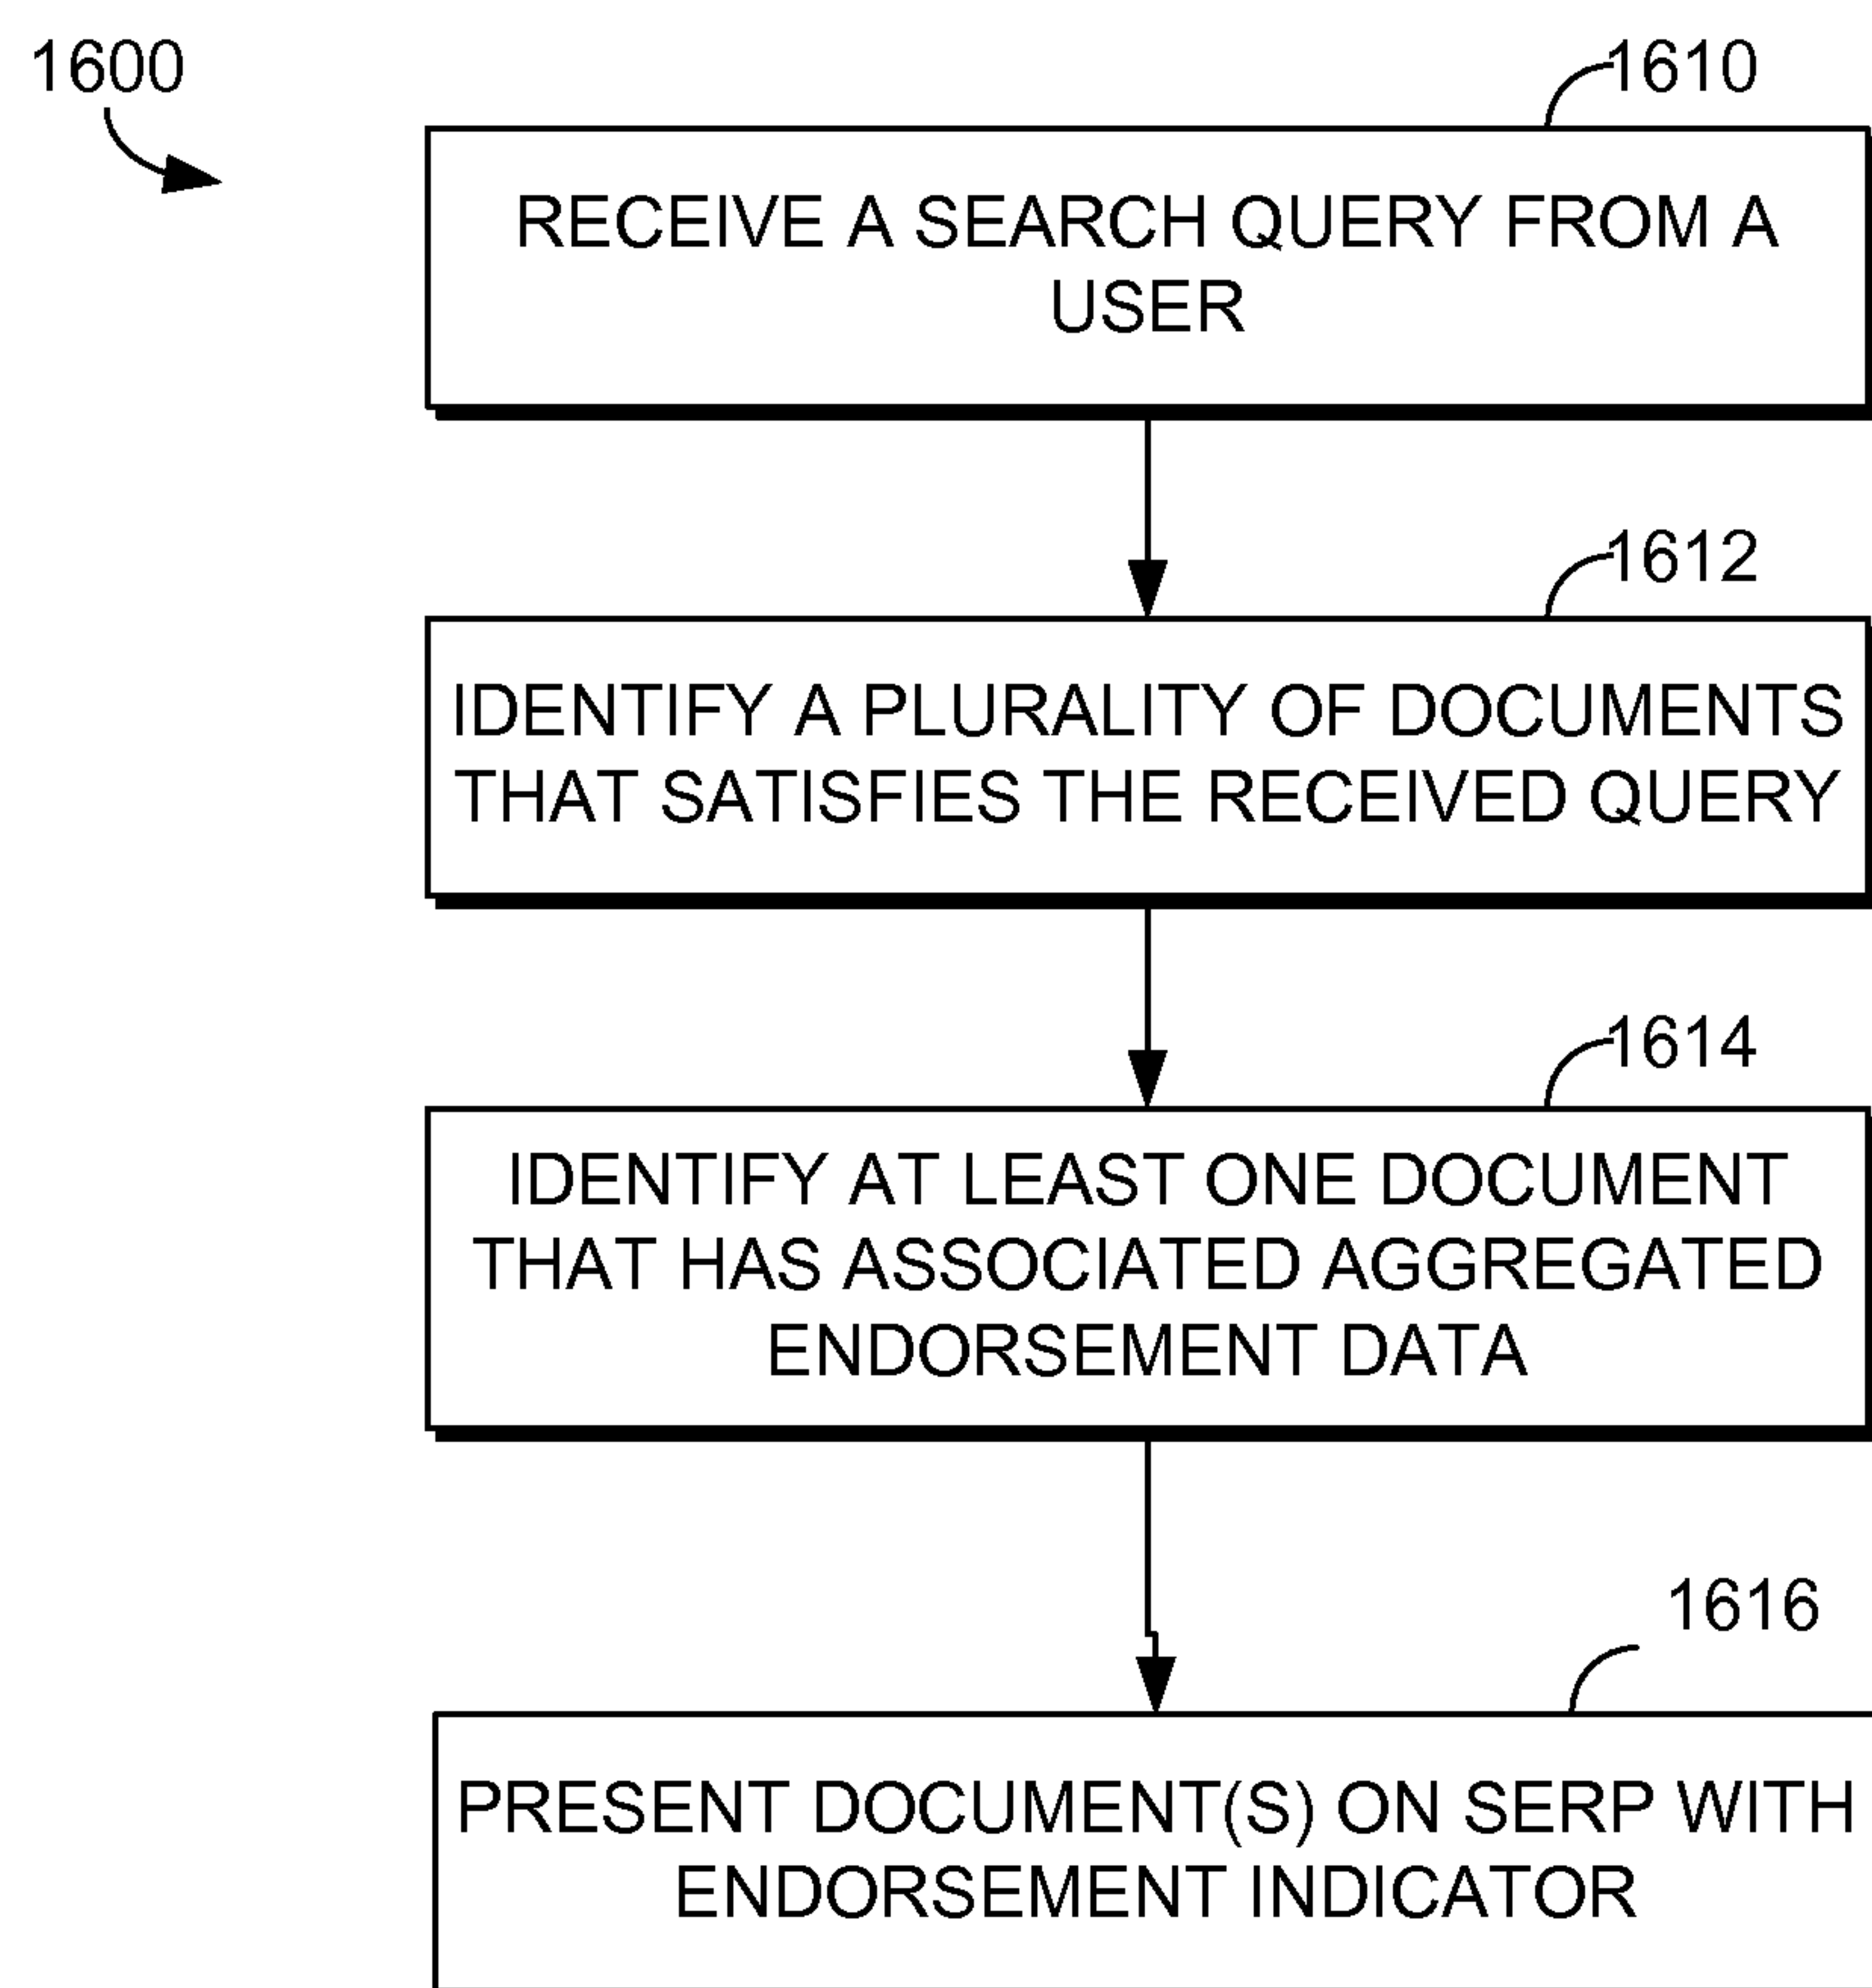 1600
1610
RECEIVE A SEARCH QUERY FROM A
USER
1612
IDENTIFY A PLURALITY OF DOCUMENTS
THAT SATISFIES THE RECEIVED QUERY
1614
IDENTIFY AT LEAST ONE DOCUMENT
THAT HAS ASSOCIATED AGGREGATED
ENDORSEMENT DATA
1616
PRESENT DOCUMENT(S) ON SERP WITH
ENDORSEMENT INDICATOR